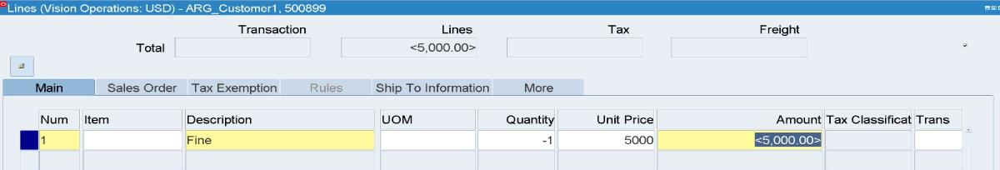 Lines (Vision Operations: USD) - ARG_Customer1, 500899
Transaction Lines Tax Freight
Total <5,000.00>
Main Sales Order Tax Exemption Rules Ship To Information More
Num Item Description UOM Quantity Unit Price Amount Tax Classificat Trans
1 Fine -1 5000 <5,000.00>